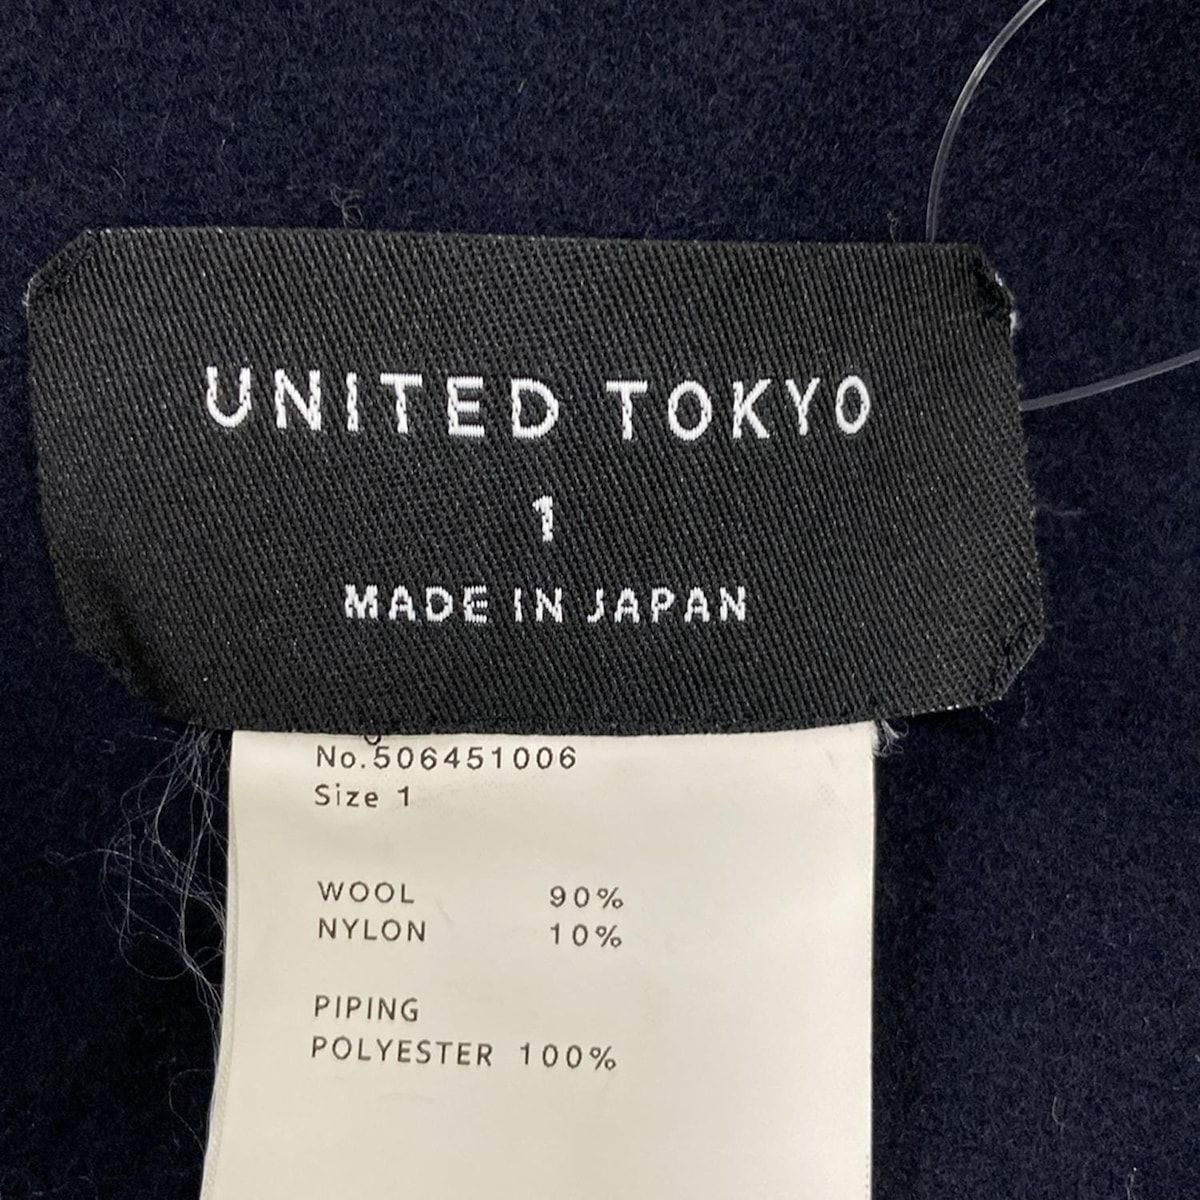 UNITED TOKYO
1
MADE IN JAPAN
No.506451006
Size 1
WOOL 90%
NYLON 10%
PIPING
POLYESTER 100%